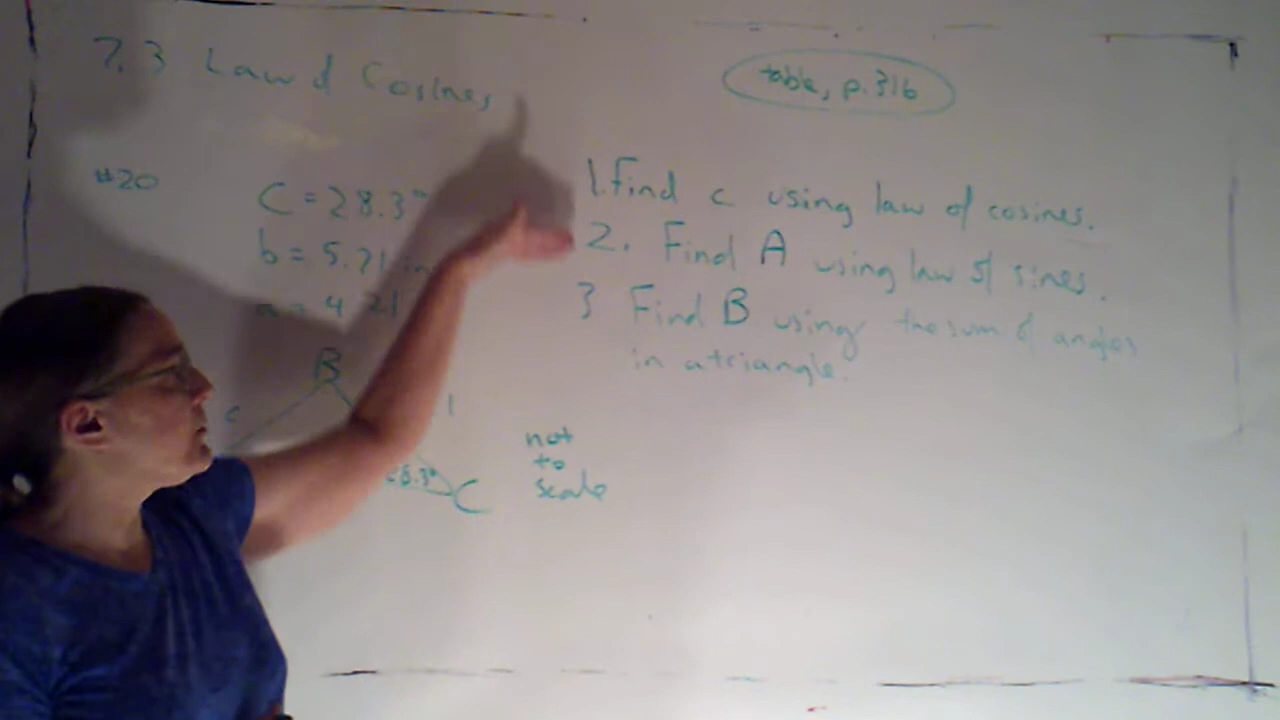 7.3 Law of Cosines
table, p.316
#20
C = 28.3°
b = 5.71 in
a = 4.21
1. Find c using law of cosines.
2. Find A using law of sines.
3 Find B using the sum of angles
in a triangle.
B
c
28.3°
C
not
to
scale